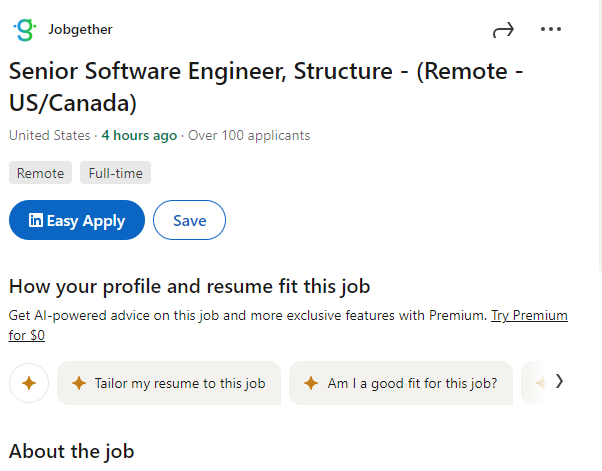 Jobgether
Senior Software Engineer, Structure - (Remote -
US/Canada)
United States · 4 hours ago · Over 100 applicants
Remote
Full-time
in Easy Apply
Save
How your profile and resume fit this job
Get AI-powered advice on this job and more exclusive features with Premium. Try Premium
for $0
Tailor my resume to this job
Am I a good fit for this job?
About the job